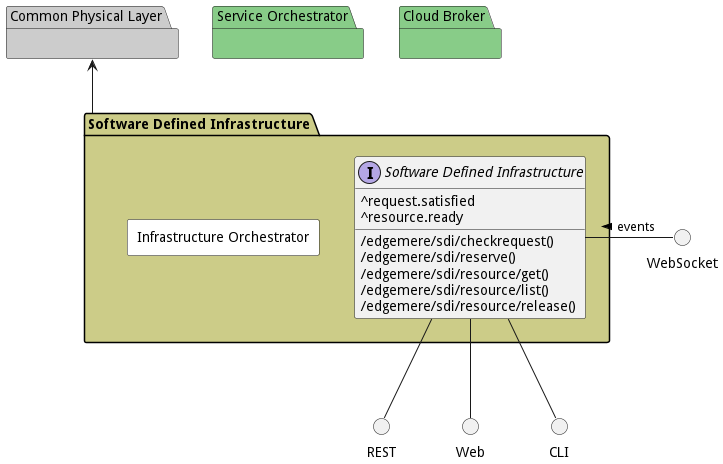 Common Physical Layer
Service Orchestrator
Cloud Broker
Software Defined Infrastructure
I
Software Defined Infrastructure
^request.satisfied
^resource.ready
/edgemere/sdi/checkrequest()
/edgemere/sdi/reserve()
/edgemere/sdi/resource/get()
/edgemere/sdi/resource/list()
/edgemere/sdi/resource/release()
Infrastructure Orchestrator
events
WebSocket
REST
Web
CLI